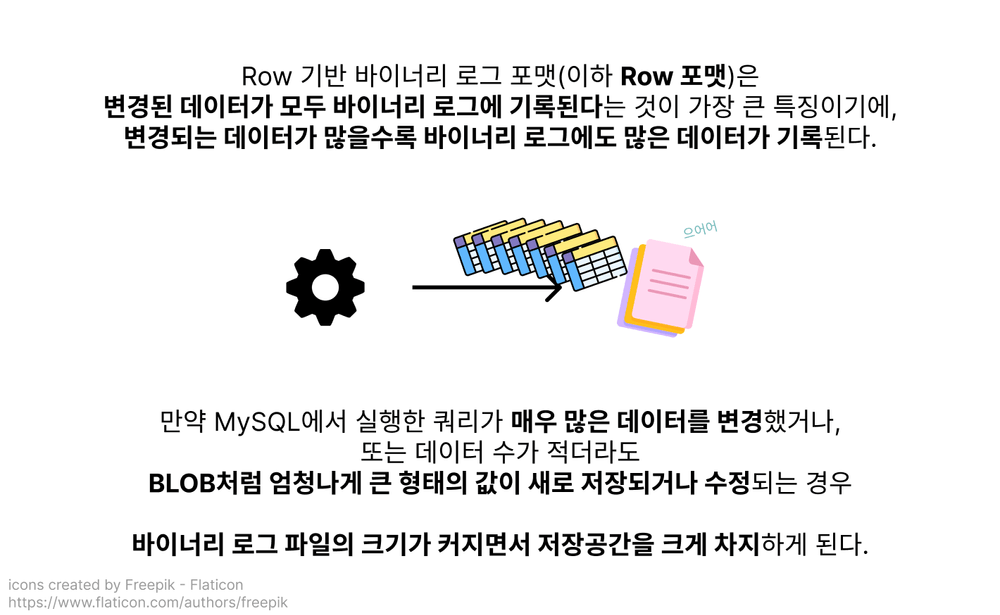 Row 기반 바이너리 로그 포맷(이하 Row 포맷)은
변경된 데이터가 모두 바이너리 로그에 기록된다는 것이 가장 큰 특징이기에,
변경되는 데이터가 많을수록 바이너리 로그에도 많은 데이터가 기록된다.
으어어
만약 MySQL에서 실행한 쿼리가 매우 많은 데이터를 변경했거나,
또는 데이터 수가 적더라도
BLOB처럼 엄청나게 큰 형태의 값이 새로 저장되거나 수정되는 경우
바이너리 로그 파일의 크기가 커지면서 저장공간을 크게 차지하게 된다.
icons created by Freepik - Flaticon
https://www.flaticon.com/authors/freepik